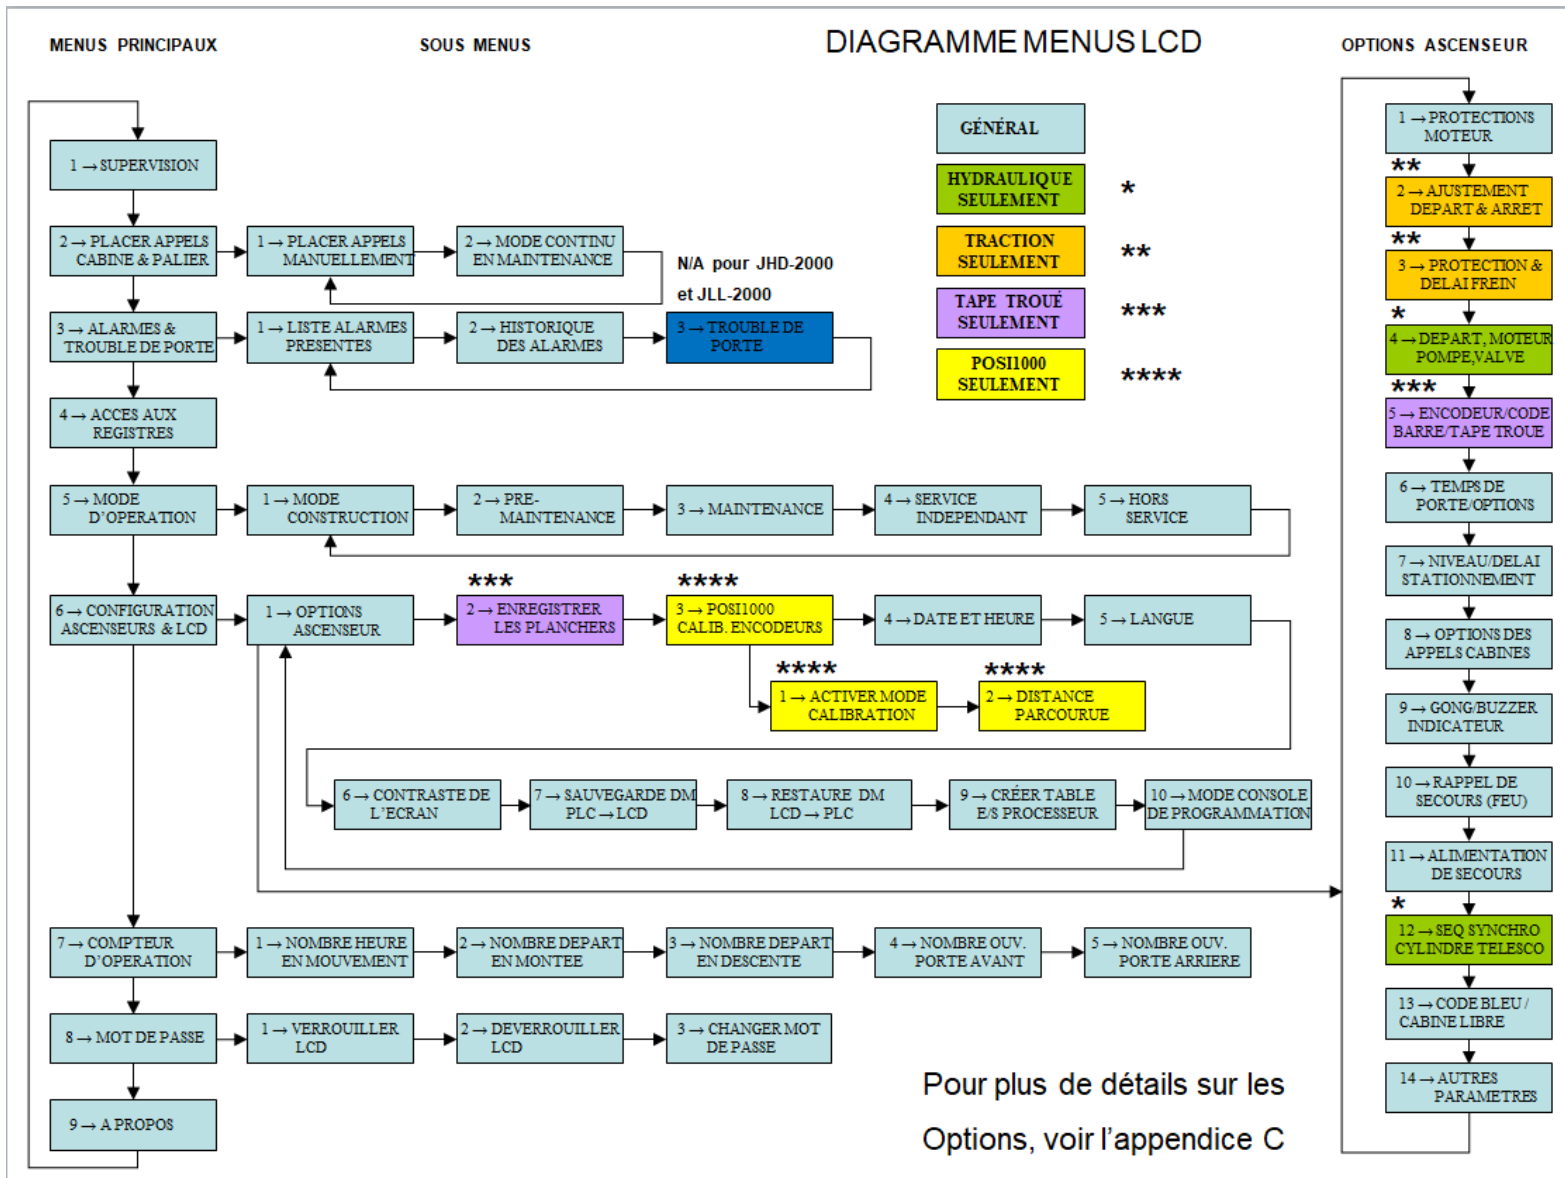 MENUS PRINCIPAUX
SOUS MENUS
DIAGRAMME MENUS LCD
OPTIONS ASCENSEUR
1 → SUPERVISION
2 → PLACER APPELS
CABINE & PALIER
1 → PLACER APPELS
MANUELLEMENT
2 → MODE CONTINU
EN MAINTENANCE
3 → ALARMES &
TROUBLE DE PORTE
1 → LISTE ALARMES
PRESENTES
2 → HISTORIQUE
DES ALARMES
N/A pour JHD-2000
et JLL-2000
3 → TROUBLE DE
PORTE
4 → ACCES AUX
REGISTRES
5 → MODE
D'OPERATION
1 → MODE
CONSTRUCTION
2 → PRE-
MAINTENANCE
3 → MAINTENANCE
4 → SERVICE
INDEPENDANT
5 → HORS
SERVICE
6 → CONFIGURATION
ASCENSEURS & LCD
1 → OPTIONS
ASCENSEUR
***
2 → ENREGISTRER
LES PLANCHERS
****
3 → POSI1000
CALIB. ENCODEURS
4 → DATE ET HEURE
5 → LANGUE
****
1 → ACTIVER MODE
CALIBRATION
****
2 → DISTANCE
PARCOURUE
6 → CONTRASTE DE
L'ECRAN
7 → SAUVEGARDE DM
PLC → LCD
8 → RESTAURE DM
LCD → PLC
9 → CRÉER TABLE
E/S PROCESSEUR
10 → MODE CONSOLE
DE PROGRAMMATION
7 → COMPTEUR
D'OPERATION
1 → NOMBRE HEURE
EN MOUVEMENT
2 → NOMBRE DEPART
EN MONTEE
3 → NOMBRE DEPART
EN DESCENTE
4 → NOMBRE OUV.
PORTE AVANT
5 → NOMBRE OUV.
PORTE ARRIERE
8 → MOT DE PASSE
1 → VERROUILLER
LCD
2 → DEVERROUILLER
LCD
3 → CHANGER MOT
DE PASSE
9 → A PROPOS
GÉNÉRAL
HYDRAULIQUE
SEULEMENT
*
TRACTION
SEULEMENT
**
TAPE TROUÉ
SEULEMENT
***
POSI1000
SEULEMENT
****
1 → PROTECTIONS
MOTEUR
**
2 → AJUSTEMENT
DEPART & ARRET
**
3 → PROTECTION &
DELAI FREIN
*
4 → DEPART, MOTEUR
POMPE,VALVE
***
5 → ENCODEUR/CODE
BARRE/TAPE TROUE
6 → TEMPS DE
PORTE/OPTIONS
7 → NIVEAU/DELAI
STATIONNEMENT
8 → OPTIONS DES
APPELS CABINES
9 → GONG/BUZZER
INDICATEUR
10 → RAPPEL DE
SECOURS (FEU)
11 → ALIMENTATION
DE SECOURS
*
12 → SEQ SYNCHRO
CYLINDRE TELESCO
13 → CODE BLEU /
CABINE LIBRE
14 → AUTRES
PARAMETRES
Pour plus de détails sur les
Options, voir l'appendice C